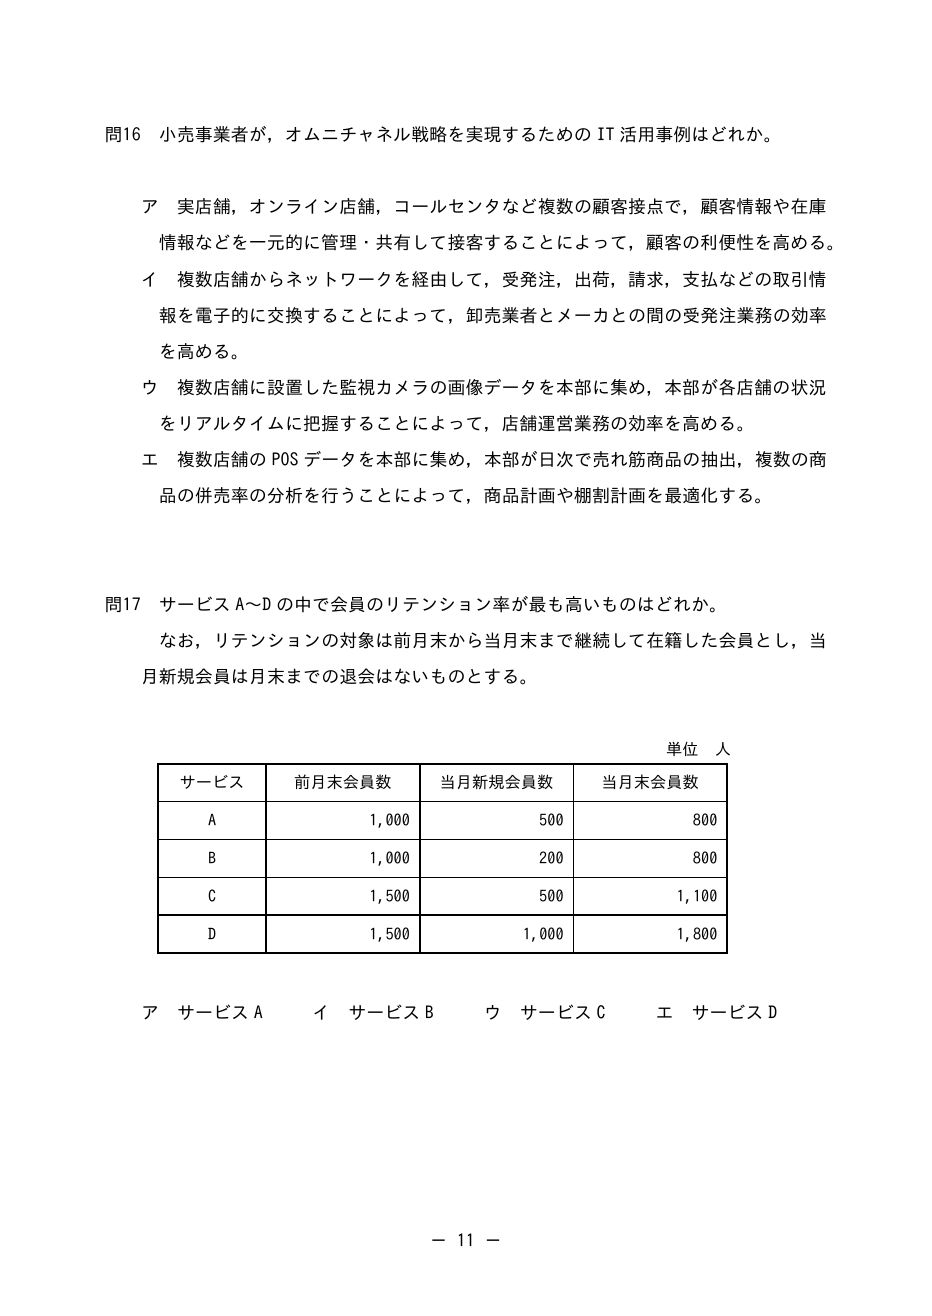 問16　小売事業者が，オムニチャネル戦略を実現するための IT 活用事例はどれか。
ア　実店舗，オンライン店舗，コールセンタなど複数の顧客接点で，顧客情報や在庫
情報などを一元的に管理・共有して接客することによって，顧客の利便性を高める。
イ　複数店舗からネットワークを経由して，受発注，出荷，請求，支払などの取引情
報を電子的に交換することによって，卸売業者とメーカとの間の受発注業務の効率
を高める。
ウ　複数店舗に設置した監視カメラの画像データを本部に集め，本部が各店舗の状況
をリアルタイムに把握することによって，店舗運営業務の効率を高める。
エ　複数店舗の POS データを本部に集め，本部が日次で売れ筋商品の抽出，複数の商
品の併売率の分析を行うことによって，商品計画や棚割計画を最適化する。
問17　サービス A～D の中で会員のリテンション率が最も高いものはどれか。
なお，リテンションの対象は前月末から当月末まで継続して在籍した会員とし，当
月新規会員は月末までの退会はないものとする。
単位　人
サービス　前月末会員数　当月新規会員数　当月末会員数
A　1,000　500　800
B　1,000　200　800
C　1,500　500　1,100
D　1,500　1,000　1,800
ア　サービス A　イ　サービス B　ウ　サービス C　エ　サービス D
－ 11 －